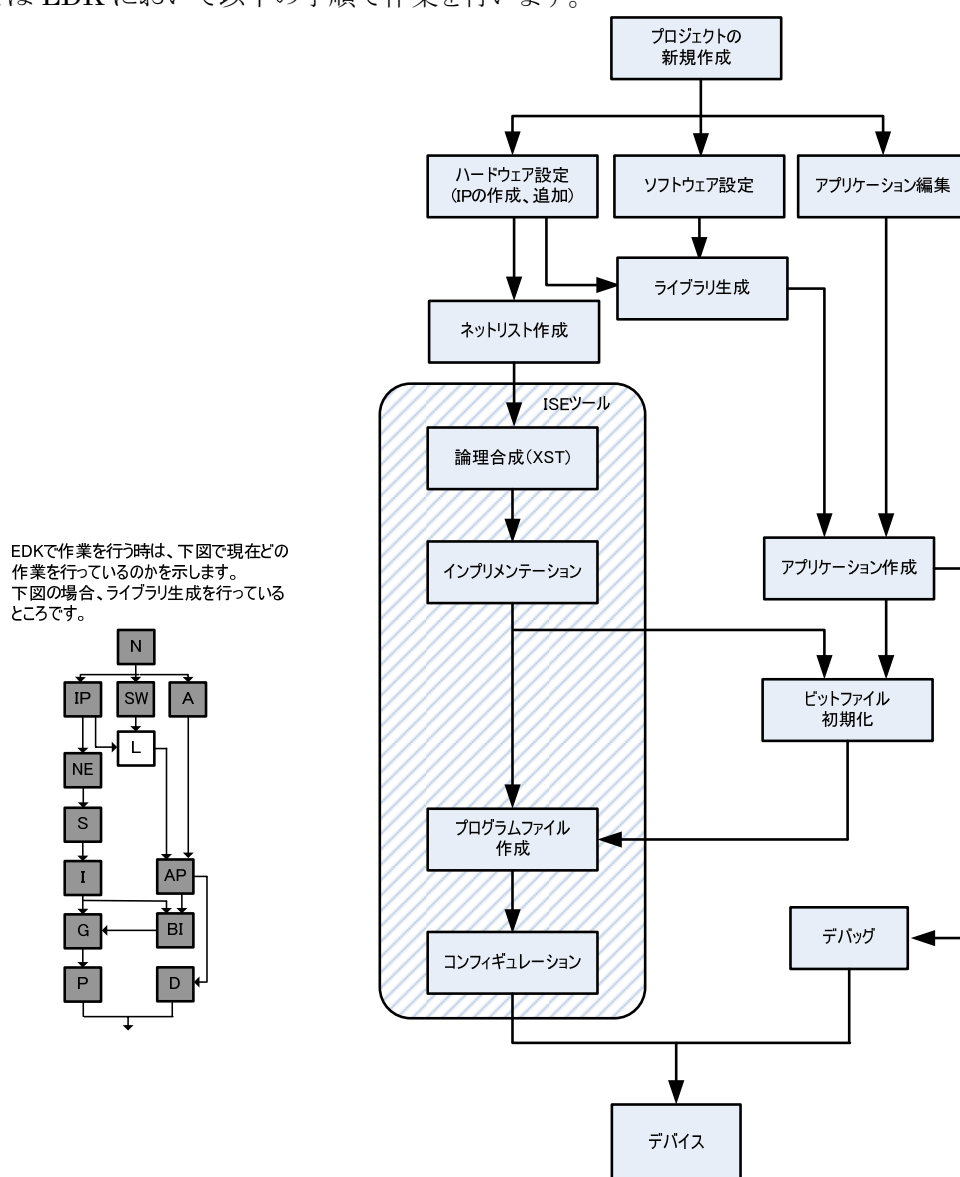 は EDK において以下の手順で作業を行います。
プロジェクトの
新規作成
ハードウェア設定
(IPの作成、追加)
ソフトウェア設定
アプリケーション編集
ライブラリ生成
ネットリスト作成
ISEツール
論理合成(XST)
インプリメンテーション
アプリケーション作成
ビットファイル
初期化
プログラムファイル
作成
デバッグ
コンフィギュレーション
デバイス
EDKで作業を行う時は、下図で現在どの
作業を行っているのかを示します。
下図の場合、ライブラリ生成を行っている
ところです。
N
IP
SW
A
L
NE
S
I
AP
G
BI
P
D